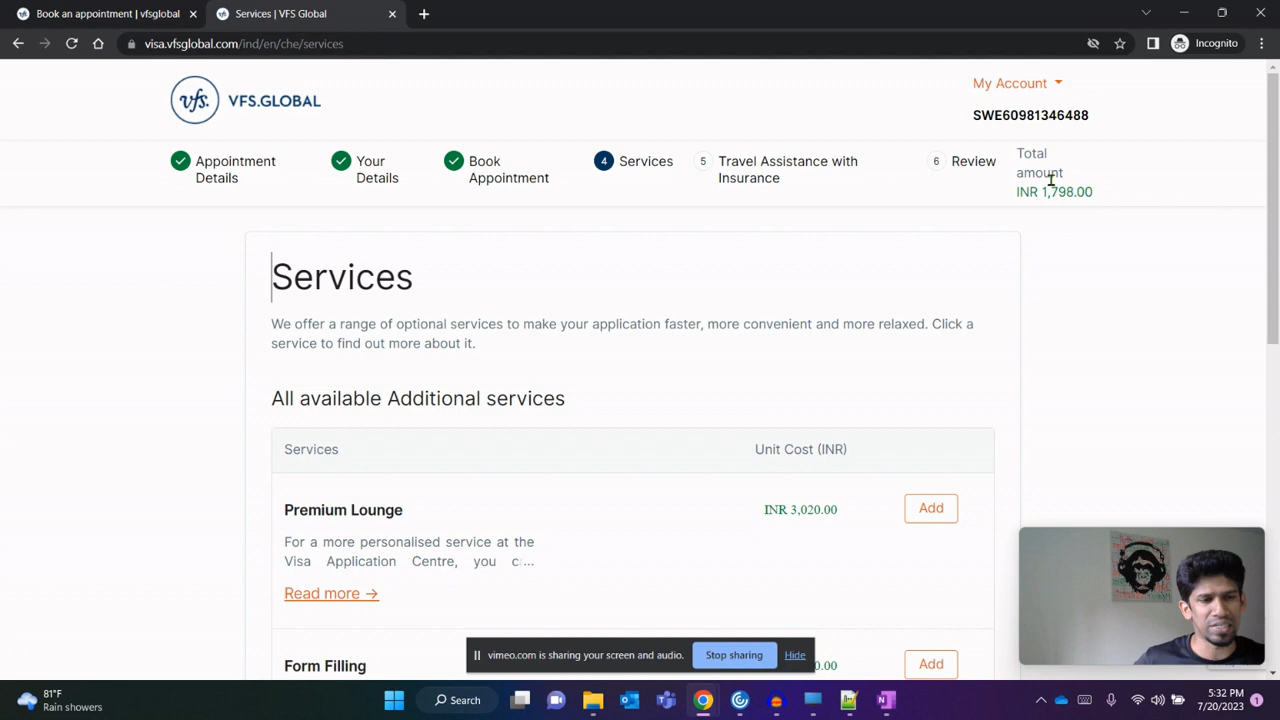 Book an appointment | vfsglobal
Services | VFS Global
visa.vfsglobal.com/ind/en/che/services
Incognito
vfs.
VFS.GLOBAL
My Account
SWE60981346488
Appointment
Details
Your
Details
Book
Appointment
4 Services
5 Travel Assistance with
Insurance
6 Review
Total
amount
INR 1,798.00
Services
We offer a range of optional services to make your application faster, more convenient and more relaxed. Click a
service to find out more about it.
All available Additional services
Services Unit Cost (INR)
Premium Lounge INR 3,020.00 Add
For a more personalised service at the
Visa Application Centre, you c...
Read more →
Form Filling Add
vimeo.com is sharing your screen and audio. Stop sharing Hide
81°F
Rain showers
Search
5:32 PM
7/20/2023